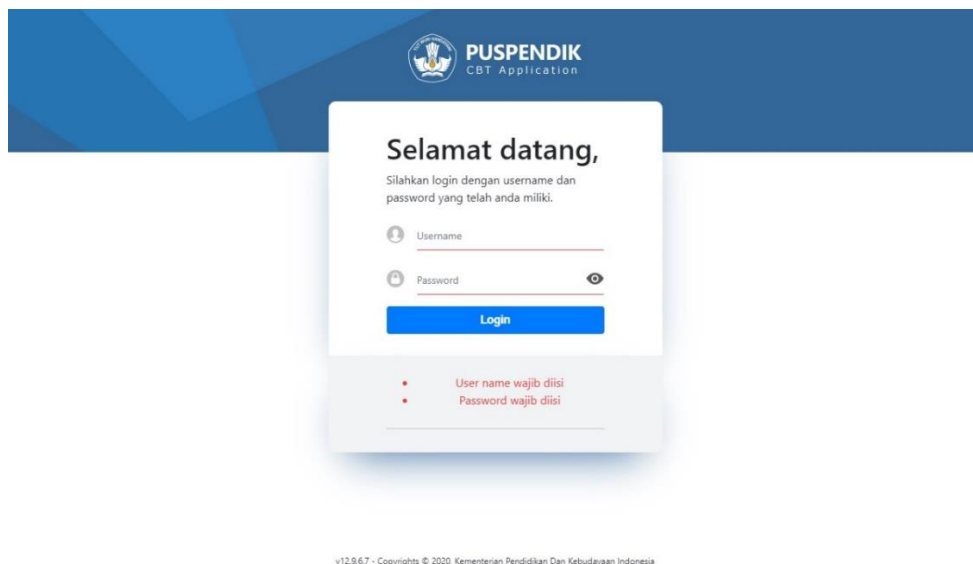 PUSPENDIK
CBT Application
Selamat datang,
Silahkan login dengan username dan
password yang telah anda miliki.
Username
Password
Login
• User name wajib diisi
• Password wajib diisi
v12.9.6.7 - Copyrights © 2020. Kementerian Pendidikan Dan Kebudayaan Indonesia